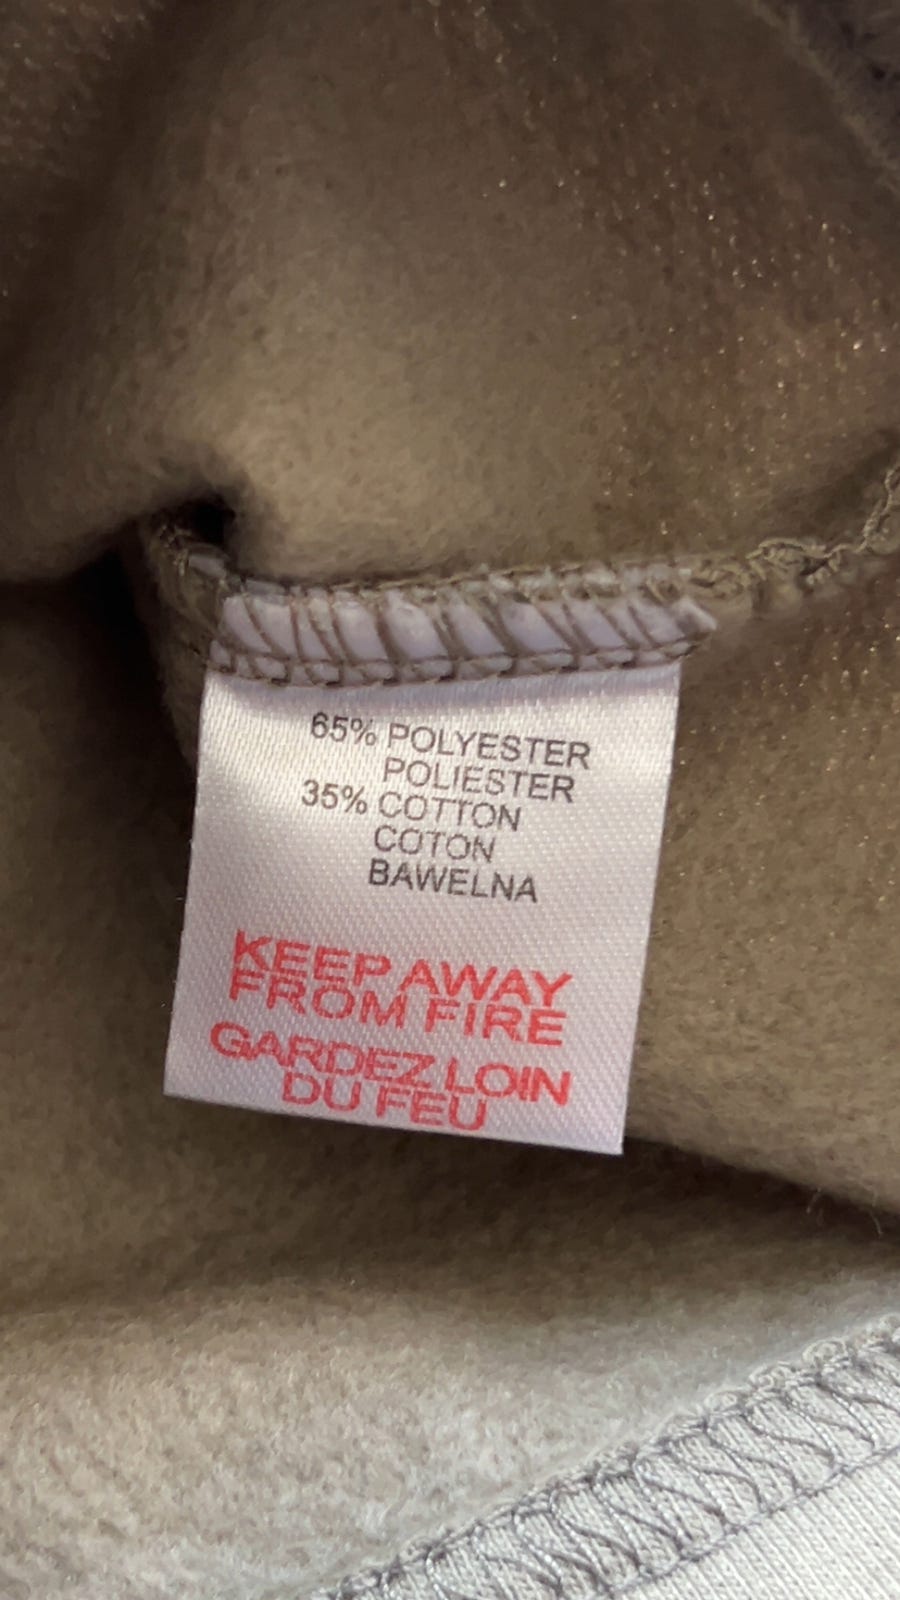 65% POLYESTER
POLIESTER
35% COTTON
COTON
BAWELNA
KEEP AWAY
FROM FIRE
GARDEZ LOIN
DU FEU